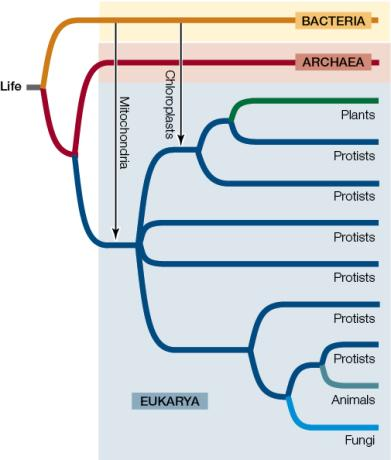 BACTERIA
ARCHAEA
Life
Mitochondria
Chloroplasts
Plants
Protists
Protists
Protists
Protists
Protists
Protists
Animals
Fungi
EUKARYA